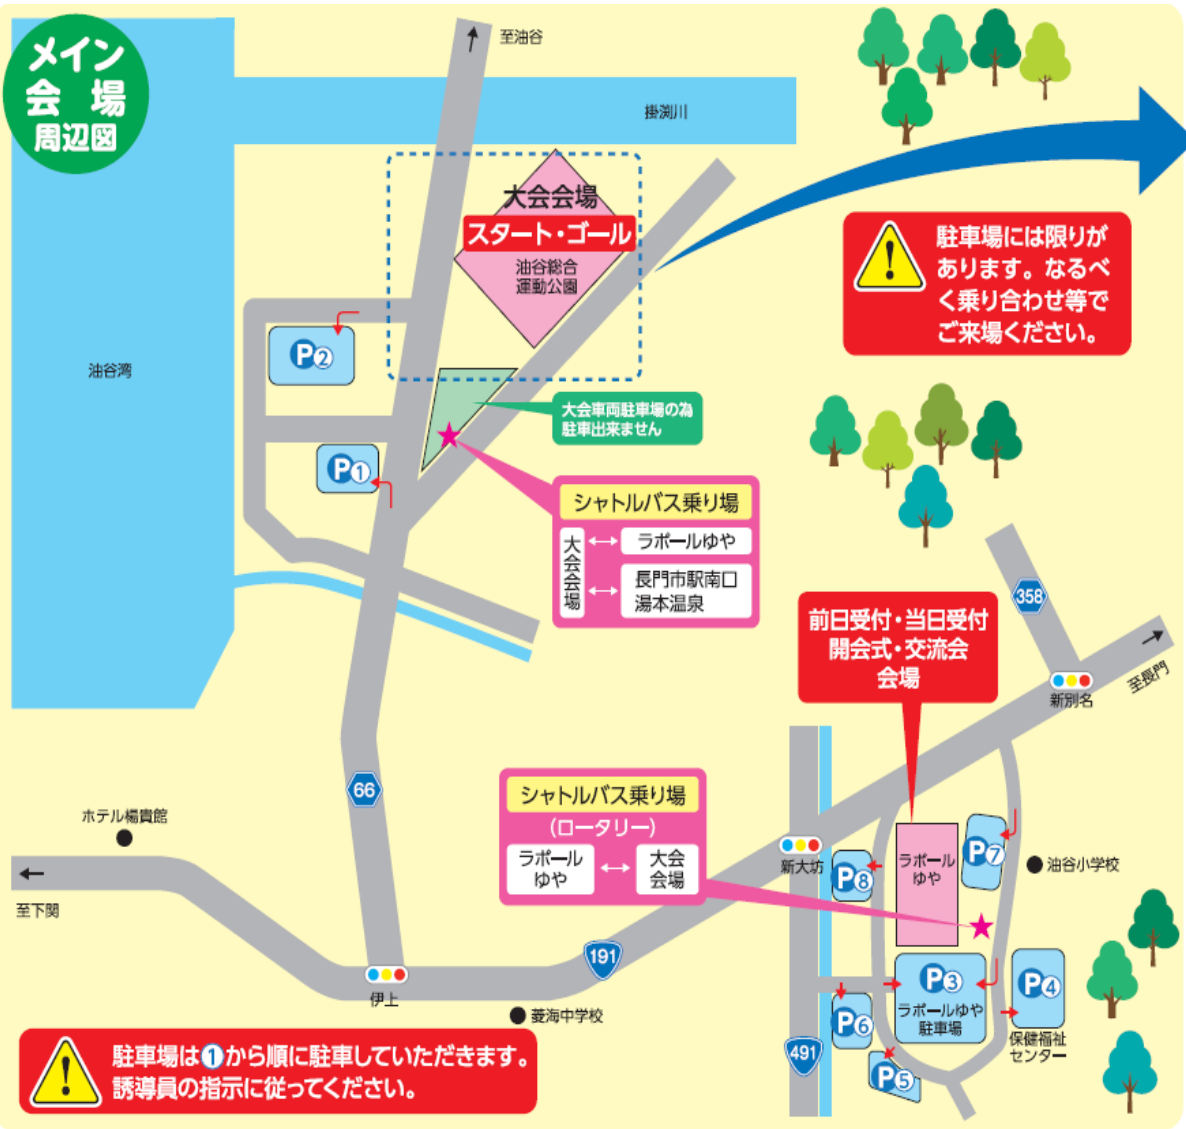 メイン
会場
周辺図
至油谷
掛渕川
大会会場
スタート・ゴール
油谷総合
運動公園
駐車場には限りが
あります。なるべ
く乗り合わせ等で
ご来場ください。
油谷湾
P2
P1
大会車両駐車場の為
駐車出来ません
シャトルバス乗り場
大会会場
ラポールゆや
長門市駅南口
湯本温泉
358
前日受付・当日受付
開会式・交流会
会場
至長門
新別名
66
ホテル楊貴館
至下関
シャトルバス乗り場
(ロータリー)
ラポール
ゆや
大会
会場
新大坊
P8
ラポール
ゆや
P7
油谷小学校
191
伊上
菱海中学校
P3
ラポールゆや
駐車場
P4
保健福祉
センター
P6
P5
491
駐車場は①から順に駐車していただきます。
誘導員の指示に従ってください。